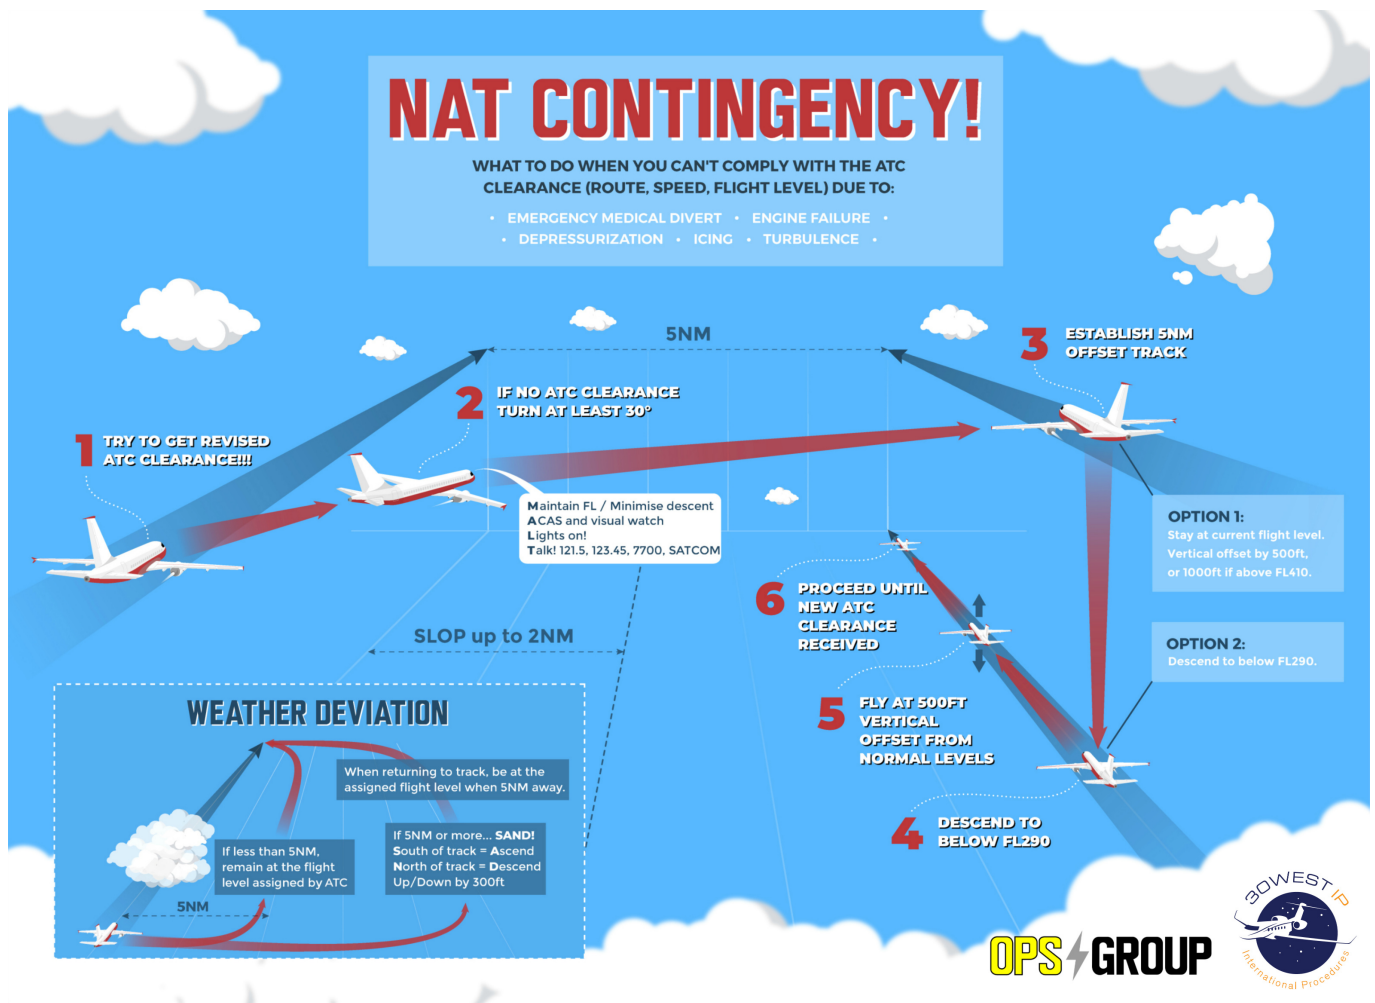 NAT CONTINGENCY!
WHAT TO DO WHEN YOU CAN'T COMPLY WITH THE ATC
CLEARANCE (ROUTE, SPEED, FLIGHT LEVEL) DUE TO:
• EMERGENCY MEDICAL DIVERT • ENGINE FAILURE •
• DEPRESSURIZATION • ICING • TURBULENCE •
5NM
1 TRY TO GET REVISED
ATC CLEARANCE!!!
2 IF NO ATC CLEARANCE
TURN AT LEAST 30°
Maintain FL / Minimise descent
ACAS and visual watch
Lights on!
Talk! 121.5, 123.45, 7700, SATCOM
SLOP up to 2NM
3 ESTABLISH 5NM
OFFSET TRACK
OPTION 1:
Stay at current flight level.
Vertical offset by 500ft,
or 1000ft if above FL410.
OPTION 2:
Descend to below FL290.
4 DESCEND TO
BELOW FL290
5 FLY AT 500FT
VERTICAL
OFFSET FROM
NORMAL LEVELS
6 PROCEED UNTIL
NEW ATC
CLEARANCE
RECEIVED
WEATHER DEVIATION
When returning to track, be at the
assigned flight level when 5NM away.
If less than 5NM,
remain at the flight
level assigned by ATC
If 5NM or more... SAND!
South of track = Ascend
North of track = Descend
Up/Down by 300ft
5NM
OPS GROUP
30WEST IP
International Procedures